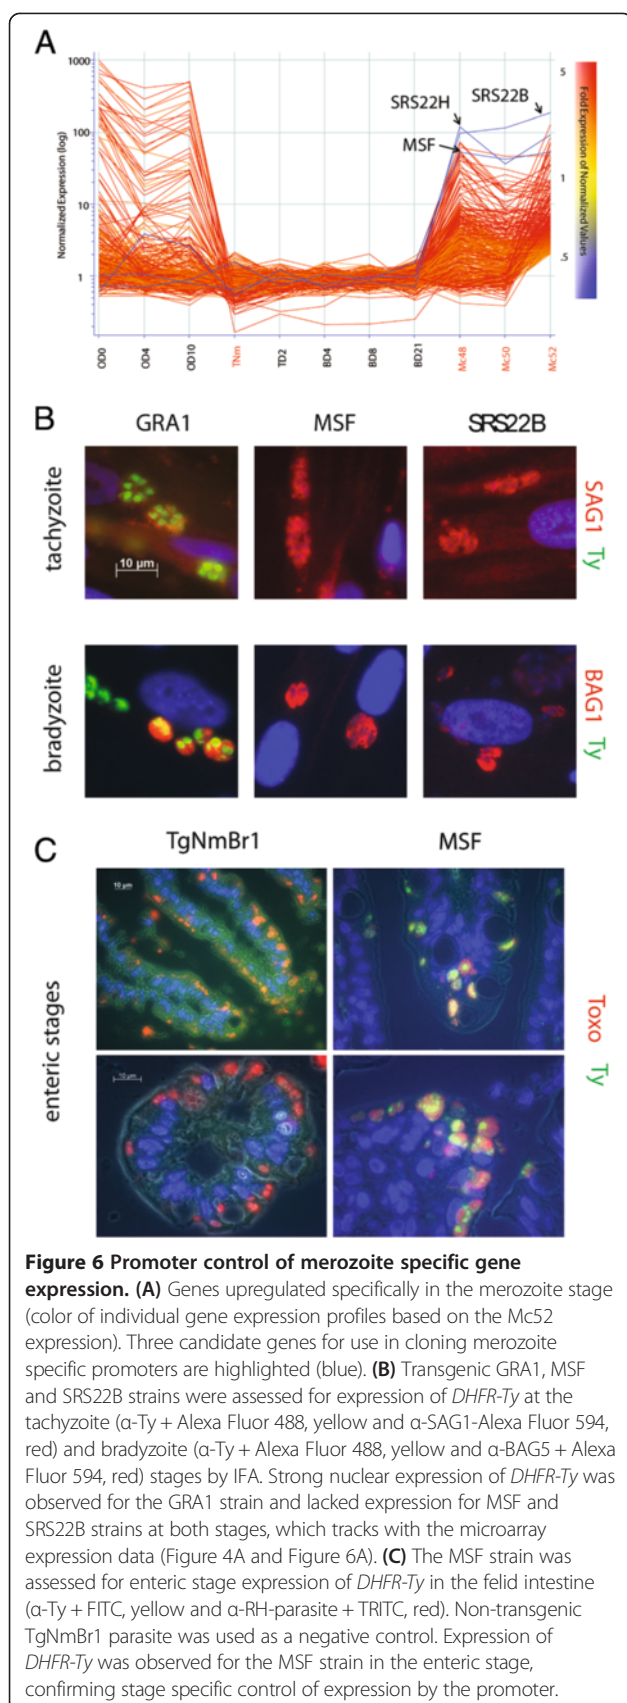 A
1000
100
10
1
Normalized Expression (log)
SRS22H
SRS22B
MSF
5
1
.5
Fold Expression of Normalized Values
OD0
OD4
OD10
TNm
TD2
BD4
BD8
BD21
Mc48
Mc50
Mc52
B
GRA1
MSF
SRS22B
tachyzoite
10 µm
SAG1 Ty
bradyzoite
BAG1 Ty
C
TgNmBr1
MSF
enteric stages
10 µm
10 µm
Toxo Ty
Figure 6 Promoter control of merozoite specific gene
expression. (A) Genes upregulated specifically in the merozoite stage
(color of individual gene expression profiles based on the Mc52
expression). Three candidate genes for use in cloning merozoite
specific promoters are highlighted (blue). (B) Transgenic GRA1, MSF
and SRS22B strains were assessed for expression of DHFR-Ty at the
tachyzoite (α-Ty + Alexa Fluor 488, yellow and α-SAG1-Alexa Fluor 594,
red) and bradyzoite (α-Ty + Alexa Fluor 488, yellow and α-BAG5 + Alexa
Fluor 594, red) stages by IFA. Strong nuclear expression of DHFR-Ty was
observed for the GRA1 strain and lacked expression for MSF and
SRS22B strains at both stages, which tracks with the microarray
expression data (Figure 4A and Figure 6A). (C) The MSF strain was
assessed for enteric stage expression of DHFR-Ty in the felid intestine
(α-Ty + FITC, yellow and α-RH-parasite + TRITC, red). Non-transgenic
TgNmBr1 parasite was used as a negative control. Expression of
DHFR-Ty was observed for the MSF strain in the enteric stage,
confirming stage specific control of expression by the promoter.